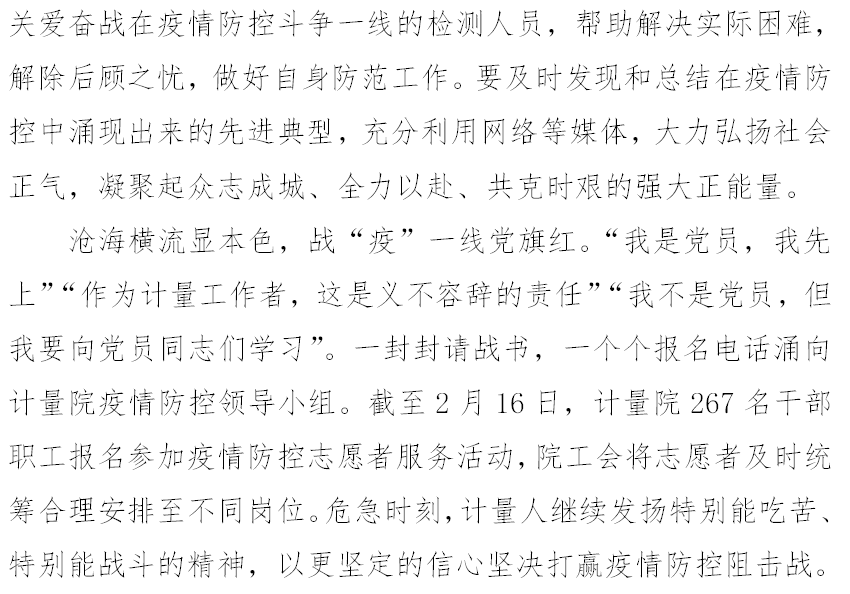 关爱奋战在疫情防控斗争一线的检测人员，帮助解决实际困难，
解除后顾之忧，做好自身防范工作。要及时发现和总结在疫情防
控中涌现出来的先进典型，充分利用网络等媒体，大力弘扬社会
正气，凝聚起众志成城、全力以赴、共克时艰的强大正能量。
沧海横流显本色，战“疫”一线党旗红。“我是党员，我先
上”“作为计量工作者，这是义不容辞的责任”“我不是党员，但
我要向党员同志们学习”。一封封请战书，一个个报名电话涌向
计量院疫情防控领导小组。截至 2 月 16 日，计量院 267 名干部
职工报名参加疫情防控志愿者服务活动，院工会将志愿者及时统
筹合理安排至不同岗位。危急时刻，计量人继续发扬特别能吃苦、
特别能战斗的精神，以更坚定的信心坚决打赢疫情防控阻击战。